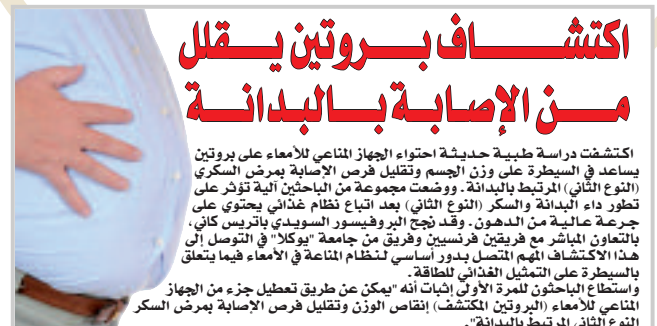 اكتشاف بروتين يقلل
من الإصابة بالبدانة
اكتشفت دراسة طبية حديثة احتواء الجهاز المناعي للأمعاء على بروتين
يساعد في السيطرة على وزن الجسم وتقليل فرص الإصابة بمرض السكري
(النوع الثاني) المرتبط بالبدانة. ووضعت مجموعة من الباحثين آلية تؤثر على
تطور داء البدانة والسكر (النوع الثاني) بعد اتباع نظام غذائي يحتوي على
جرعة عالية من الدهون. وقد نجح البروفيسور السويدي باتريس كاني،
بالتعاون المباشر مع فريقين فرنسيين وفريق من جامعة "يوكلا" في التوصل إلى
هذا الاكتشاف المهم المتصل بدور أساسي لنظام المناعة في الأمعاء فيما يتعلق
بالسيطرة على التمثيل الغذائي للطاقة.
واستطاع الباحثون للمرة الأولى إثبات أنه "يمكن عن طريق تعطيل جزء من الجهاز
المناعي للأمعاء (البروتين المكتشف) إنقاص الوزن وتقليل فرص الإصابة بمرض السكر
النوع الثاني المرتبط بالبدانة".